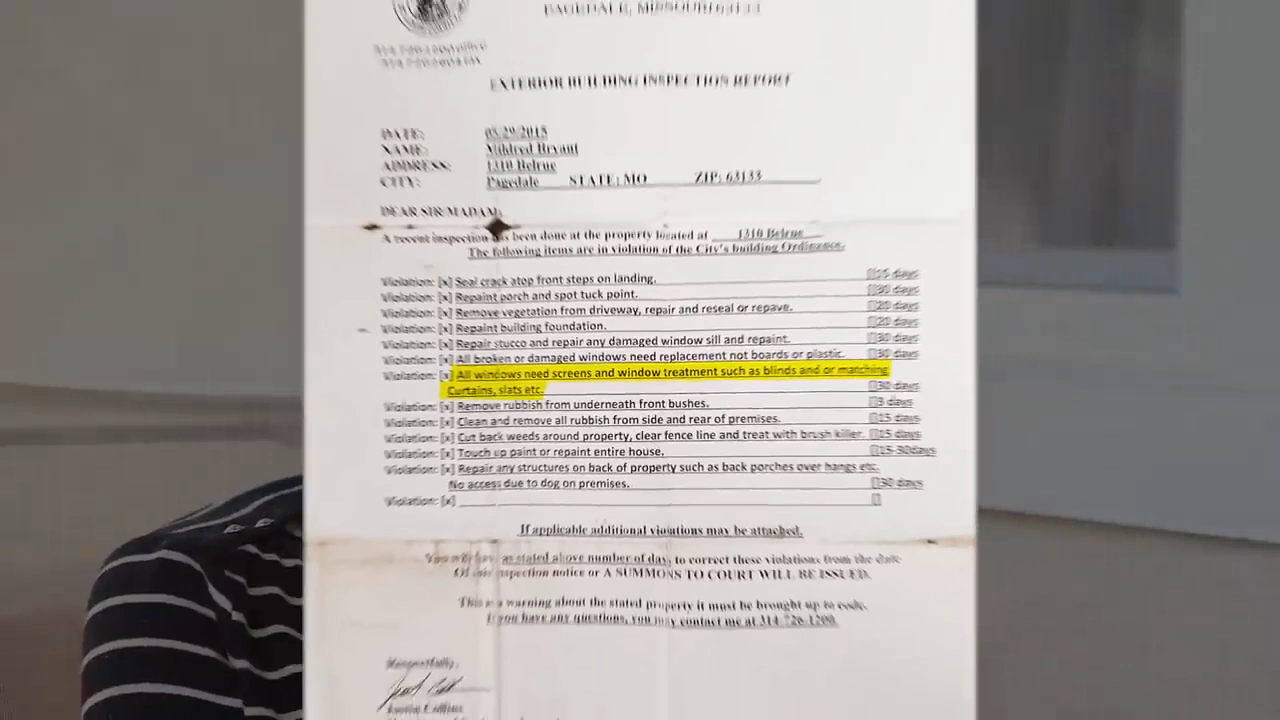 PAGEDALE, MISSOURI 63133
EXTERIOR BUILDING INSPECTION REPORT
DATE: 05/29/2015
NAME: Mildred Bryant
ADDRESS: 1310 Belrue
CITY: Pagedale STATE: MO ZIP: 63133
DEAR SIR/MADAM:
A recent inspection has been done at the property located at 1310 Belrue
The following items are in violation of the City's building Ordinance.
Violation: [x] Seal crack atop front steps on landing. days
Violation: [x] Repaint porch and spot tuck point. 30 days
Violation: [x] Remove vegetation from driveway, repair and reseal or repave. 20 days
Violation: [x] Repaint building foundation. 20 days
Violation: [x] Repair stucco and repair any damaged window sill and repaint. 30 days
Violation: [x] All broken or damaged windows need replacement not boards or plastic. 30 days
Violation: [x] All windows need screens and window treatment such as blinds and or matching
Curtains, slats etc. 30 days
Violation: [x] Remove rubbish from underneath front bushes. days
Violation: [x] Clean and remove all rubbish from side and rear of premises. 15 days
Violation: [x] Cut back weeds around property, clear fence line and treat with brush killer. 15 days
Violation: [x] Touch up paint or repaint entire house. 15-30days
Violation: [x] Repair any structures on back of property such as back porches over hangs etc.
No access due to dog on premises. 30 days
Violation: [x]
If applicable additional violations may be attached.
You will have as stated above number of days, to correct these violations from the date
Of this inspection notice or A SUMMONS TO COURT WILL BE ISSUED.
This is a warning about the stated property it must be brought up to code.
If you have any questions, you may contact me at 314-726-1200.
Respectfully,
Collins